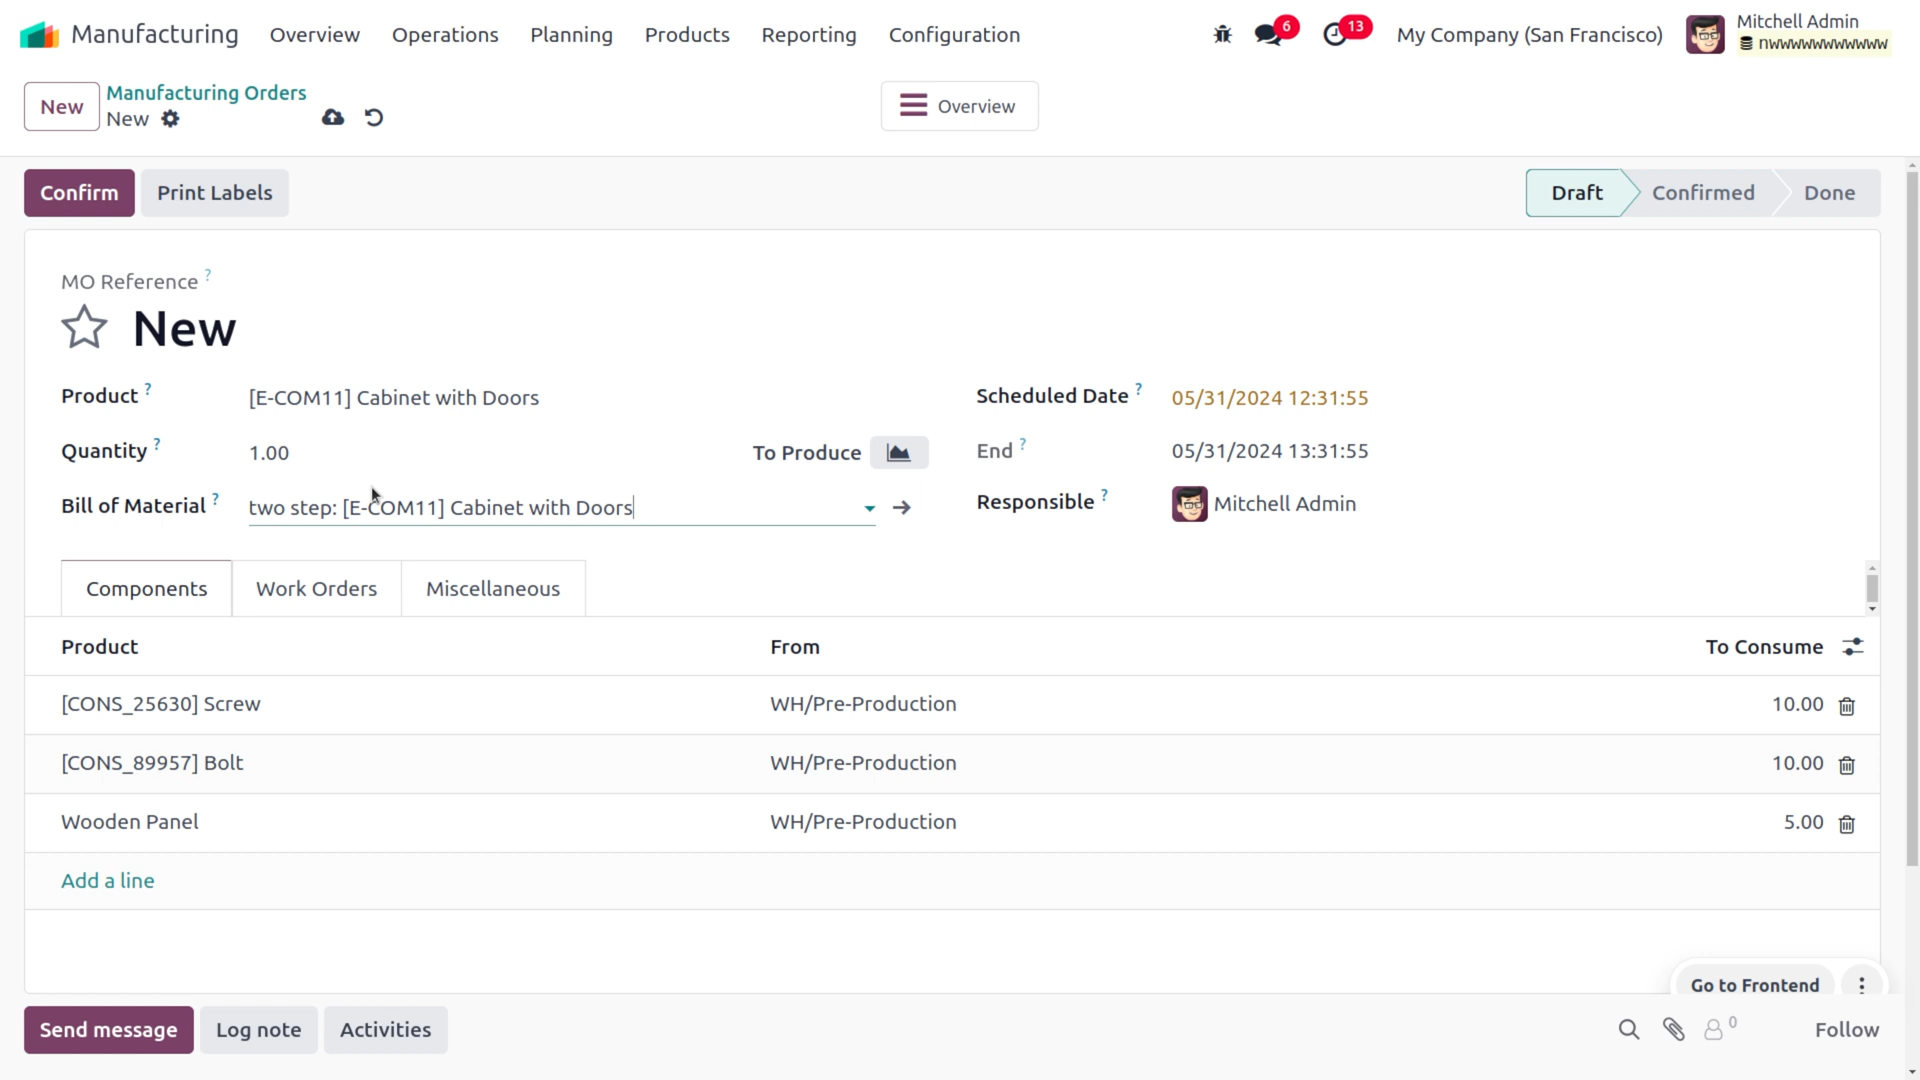 Manufacturing Overview Operations Planning Products Reporting Configuration 6 13 My Company (San Francisco) Mitchell Admin
New Manufacturing Orders
New
Overview
Confirm Print Labels Draft Confirmed Done
MO Reference ?
New
Product ? [E-COM11] Cabinet with Doors Scheduled Date ? 05/31/2024 12:31:55
Quantity ? 1.00 To Produce End ? 05/31/2024 13:31:55
Bill of Material ? two step: [E-COM11] Cabinet with Doors Responsible ? Mitchell Admin
Components Work Orders Miscellaneous
Product From To Consume
[CONS_25630] Screw WH/Pre-Production 10.00
[CONS_89957] Bolt WH/Pre-Production 10.00
Wooden Panel WH/Pre-Production 5.00
Add a line
Go to Frontend
Send message Log note Activities 0 Follow